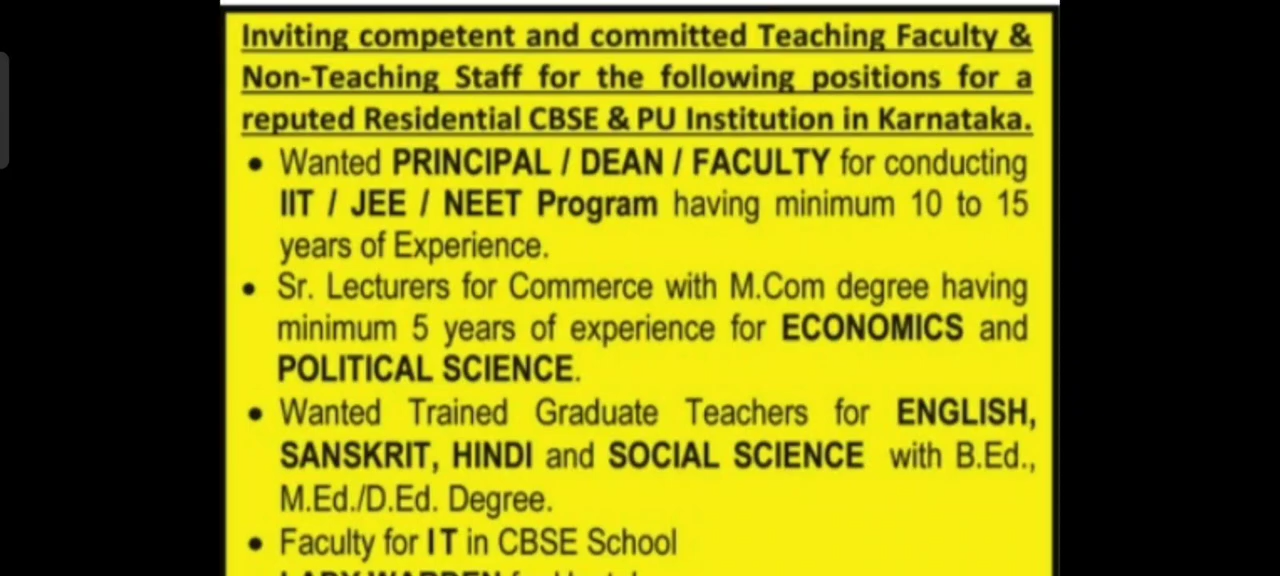 Inviting competent and committed Teaching Faculty &
Non-Teaching Staff for the following positions for a
reputed Residential CBSE & PU Institution in Karnataka.
• Wanted PRINCIPAL / DEAN / FACULTY for conducting
IIT / JEE / NEET Program having minimum 10 to 15
years of Experience.
• Sr. Lecturers for Commerce with M.Com degree having
minimum 5 years of experience for ECONOMICS and
POLITICAL SCIENCE.
• Wanted Trained Graduate Teachers for ENGLISH,
SANSKRIT, HINDI and SOCIAL SCIENCE with B.Ed.,
M.Ed./D.Ed. Degree.
• Faculty for IT in CBSE School
LADY WARDEN for